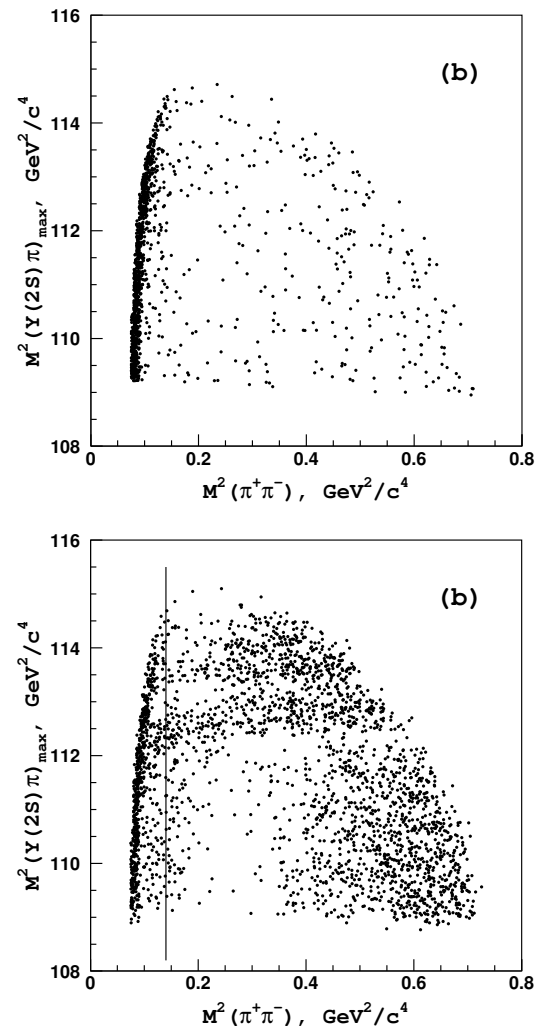 116
(b)
114
112
110
108
M²(Y(2S)π)max, GeV²/c⁴
0 0.2 0.4 0.6 0.8
M²(π⁺π⁻), GeV²/c⁴
116
(b)
114
112
110
108
M²(Y(2S)π)max, GeV²/c⁴
0 0.2 0.4 0.6 0.8
M²(π⁺π⁻), GeV²/c⁴